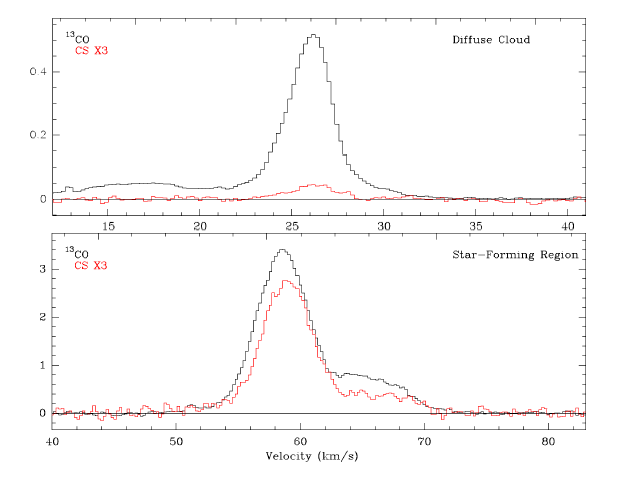 ¹³CO
Diffuse Cloud
CS X3
0.4
0.2
0
15 20 25 30 35 40
¹³CO
Star-Forming Region
CS X3
3
2
1
0
40 50 60 70 80
Velocity (km/s)